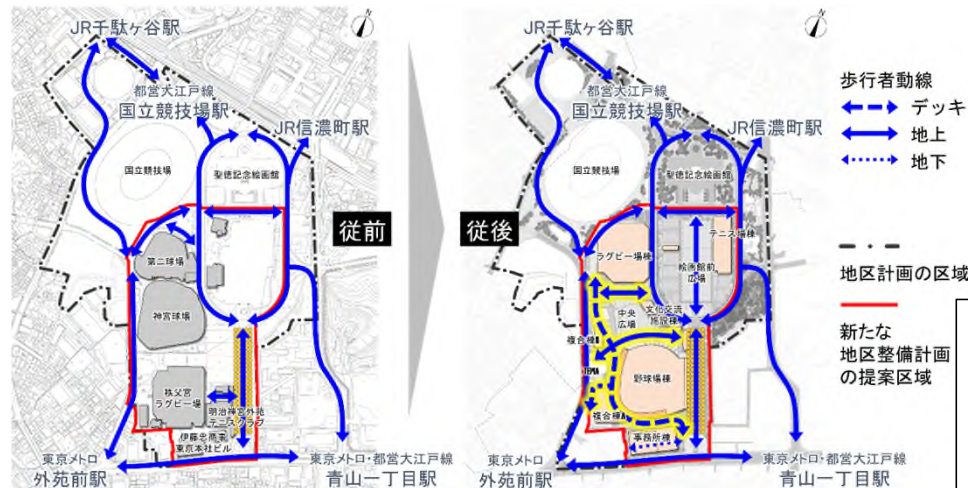 JR千駄ヶ谷駅
都営大江戸線
国立競技場駅
JR信濃町駅
国立競技場
聖徳記念絵画館
第二球場
神宮球場
秩父宮
ラグビー場
明治神宮外苑
テニスクラブ
伊藤忠商事
東京本社ビル
東京メトロ
外苑前駅
東京メトロ・都営大江戸線
青山一丁目駅
従前
従後
JR千駄ヶ谷駅
都営大江戸線
国立競技場駅
JR信濃町駅
国立競技場
聖徳記念絵画館
ラグビー場棟
テニス場棟
絵画館前
広場
中央
広場
文化交流
施設棟
複合棟B
TEPIA
野球場棟
複合棟A
事務所棟
東京メトロ
外苑前駅
東京メトロ・都営大江戸線
青山一丁目駅
歩行者動線
デッキ
地上
地下
地区計画の区域
新たな
地区整備計画
の提案区域